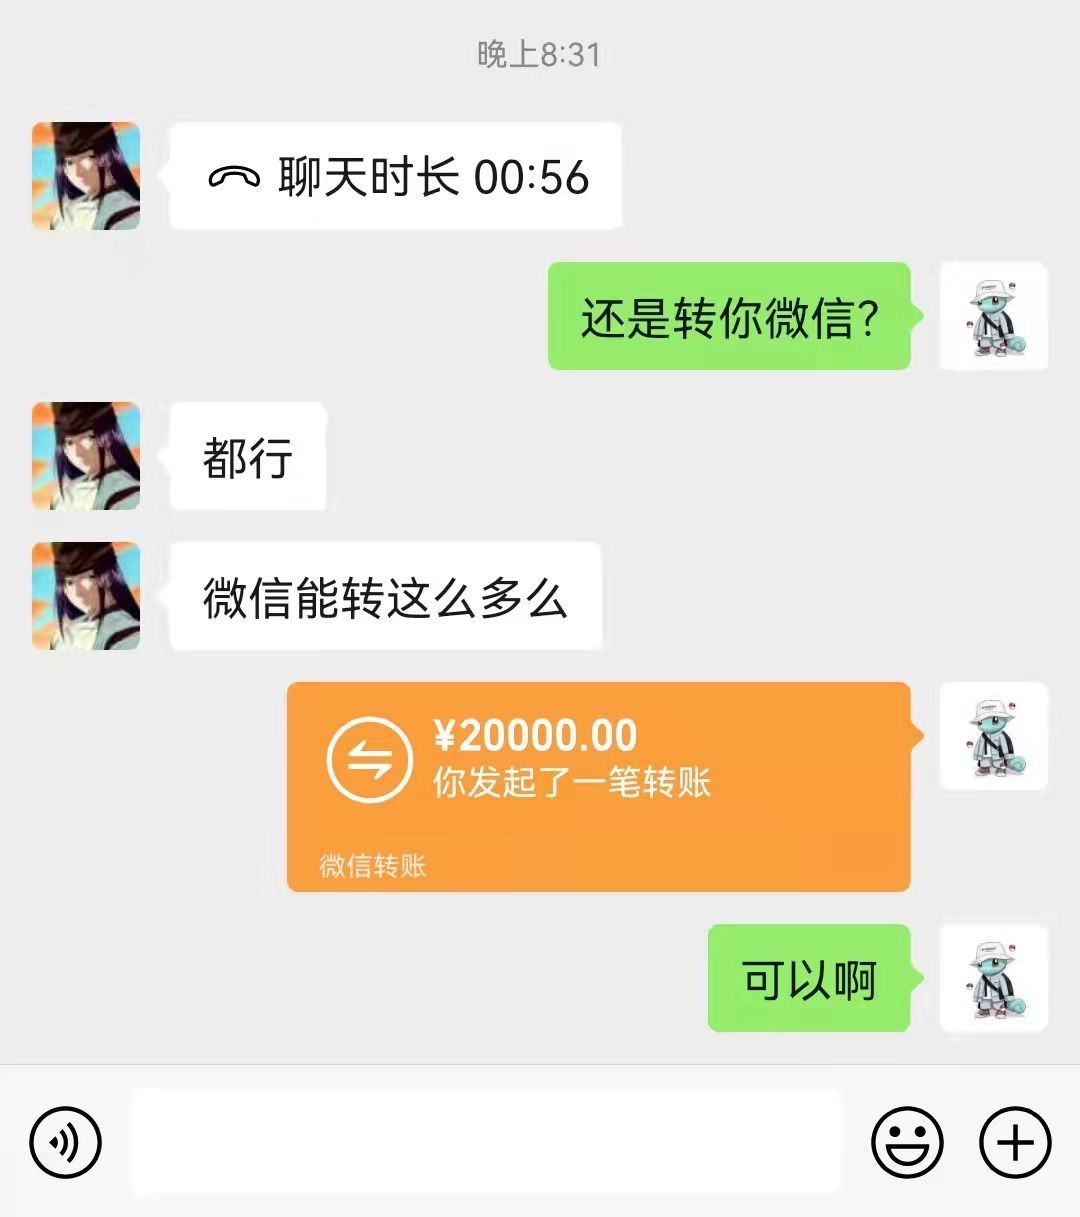 晚上8:31
聊天时长 00:56
还是转你微信?
都行
微信能转这么多么
¥20000.00
你发起了一笔转账
微信转账
可以啊